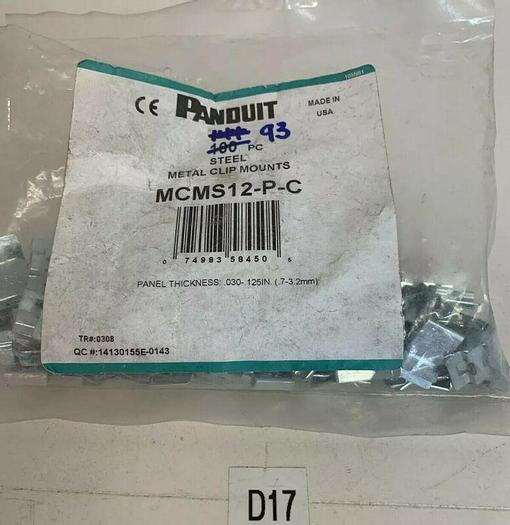 105N01
CE PANDUIT
MADE IN
USA
93
100 PC
STEEL
METAL CLIP MOUNTS
MCMS12-P-C
0 74983 58450 5
PANEL THICKNESS: .030-.125IN. (.7-3.2mm)
TR#:0308
QC #:14130155E-0143
D17